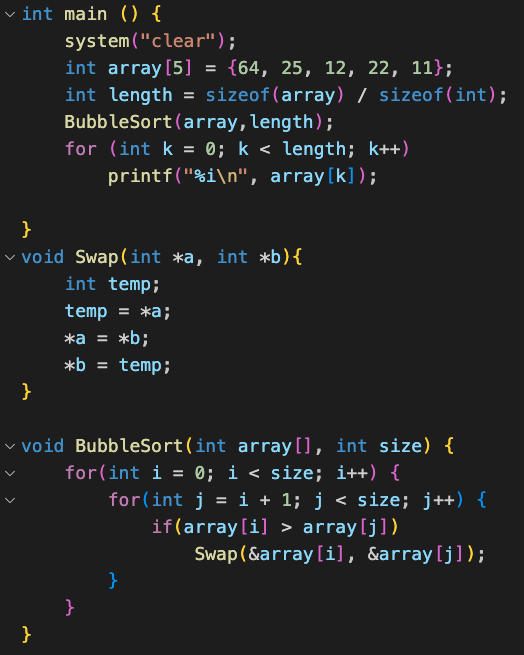 int main () {
    system("clear");
    int array[5] = {64, 25, 12, 22, 11};
    int length = sizeof(array) / sizeof(int);
    BubbleSort(array,length);
    for (int k = 0; k < length; k++)
        printf("%i\n", array[k]);

}
void Swap(int *a, int *b){
    int temp;
    temp = *a;
    *a = *b;
    *b = temp;
}

void BubbleSort(int array[], int size) {
    for(int i = 0; i < size; i++) {
        for(int j = i + 1; j < size; j++) {
            if(array[i] > array[j])
                Swap(&array[i], &array[j]);
        }
    }
}